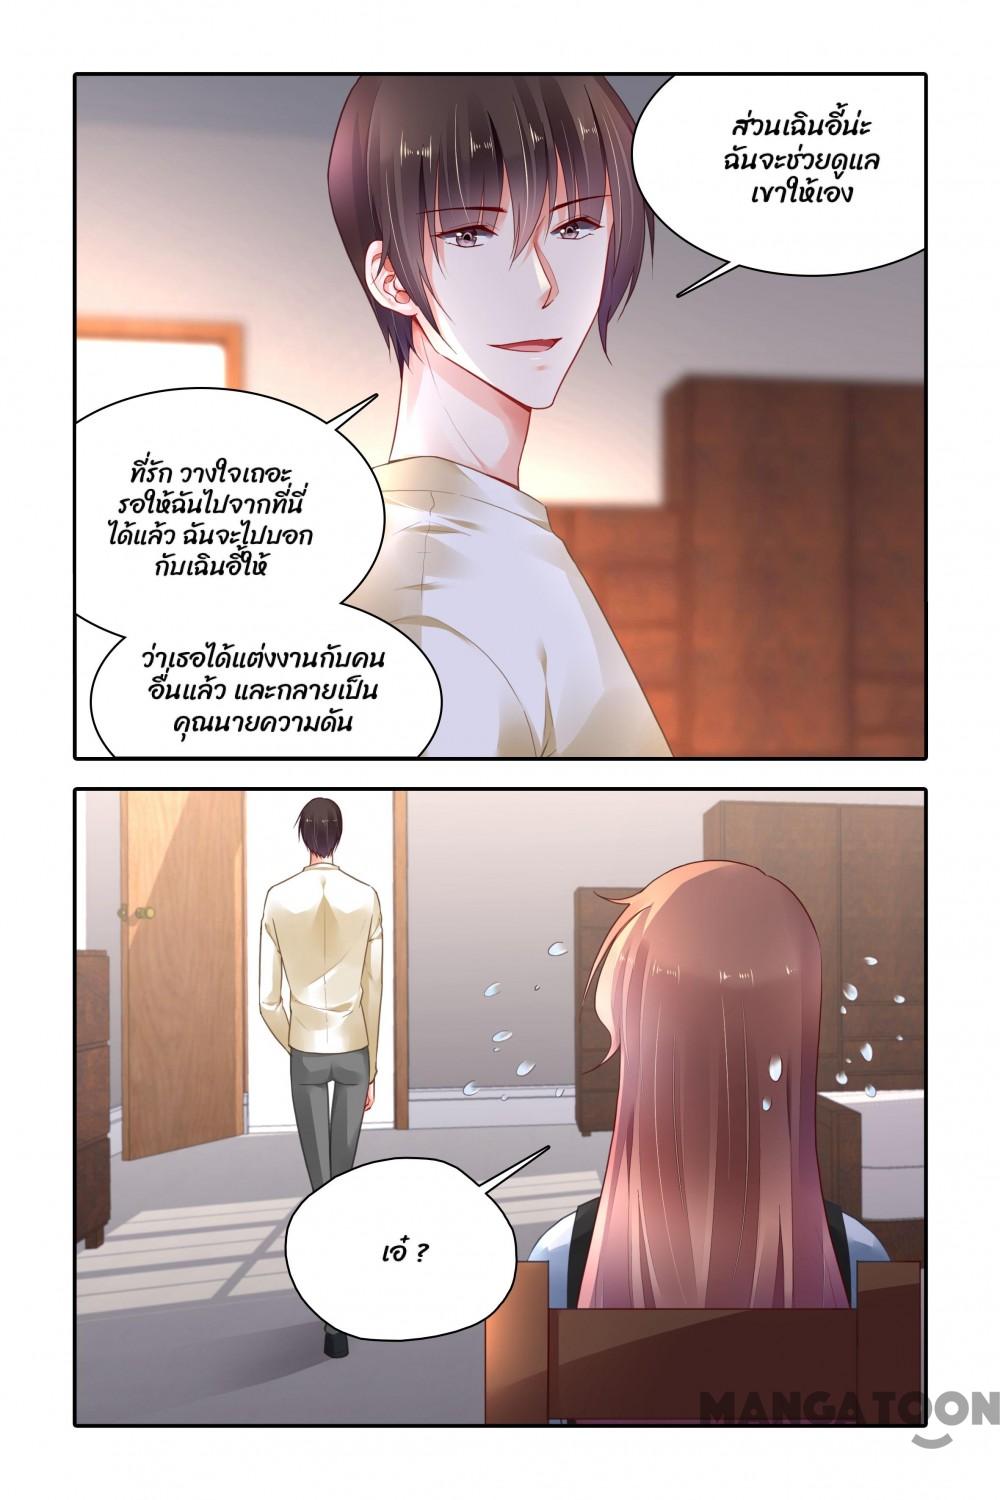 ส่วนเฉินอี้น่ะ
ฉันจะช่วยดูแล
เขาให้เอง
ที่รัก วางใจเถอะ
รอให้ฉันไปจากที่นี่
ได้แล้ว ฉันจะไปบอก
กับเฉินอี้ให้
ว่าเธอได้แต่งงานกับคน
อื่นแล้ว และกลายเป็น
คุณนายความดัน
เอ๋ ?
MANGATOON